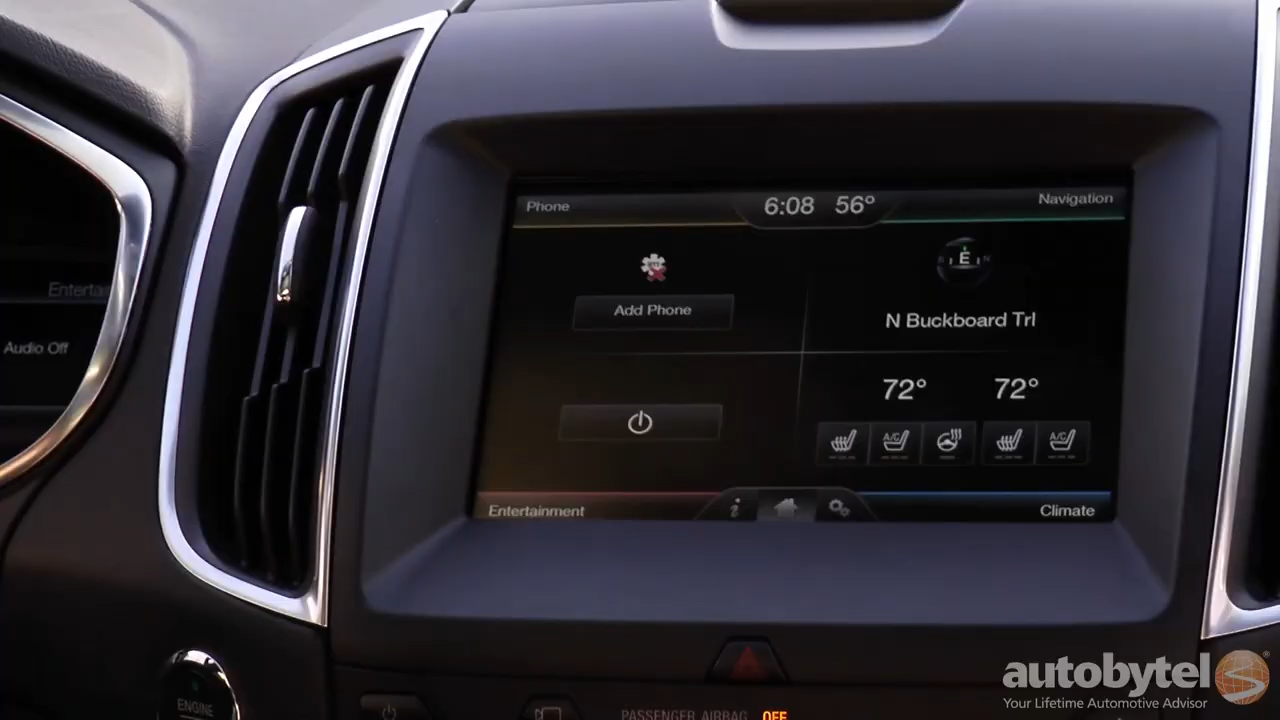 Phone
6:08 56°
Navigation
E
Add Phone
N Buckboard Trl
72° 72°
A/C
A/C
Entertainment
i
Climate
Enterta
Audio Off
ENGINE
PASSENGER AIRBAG OFF
autobytel®
Your Lifetime Automotive Advisor